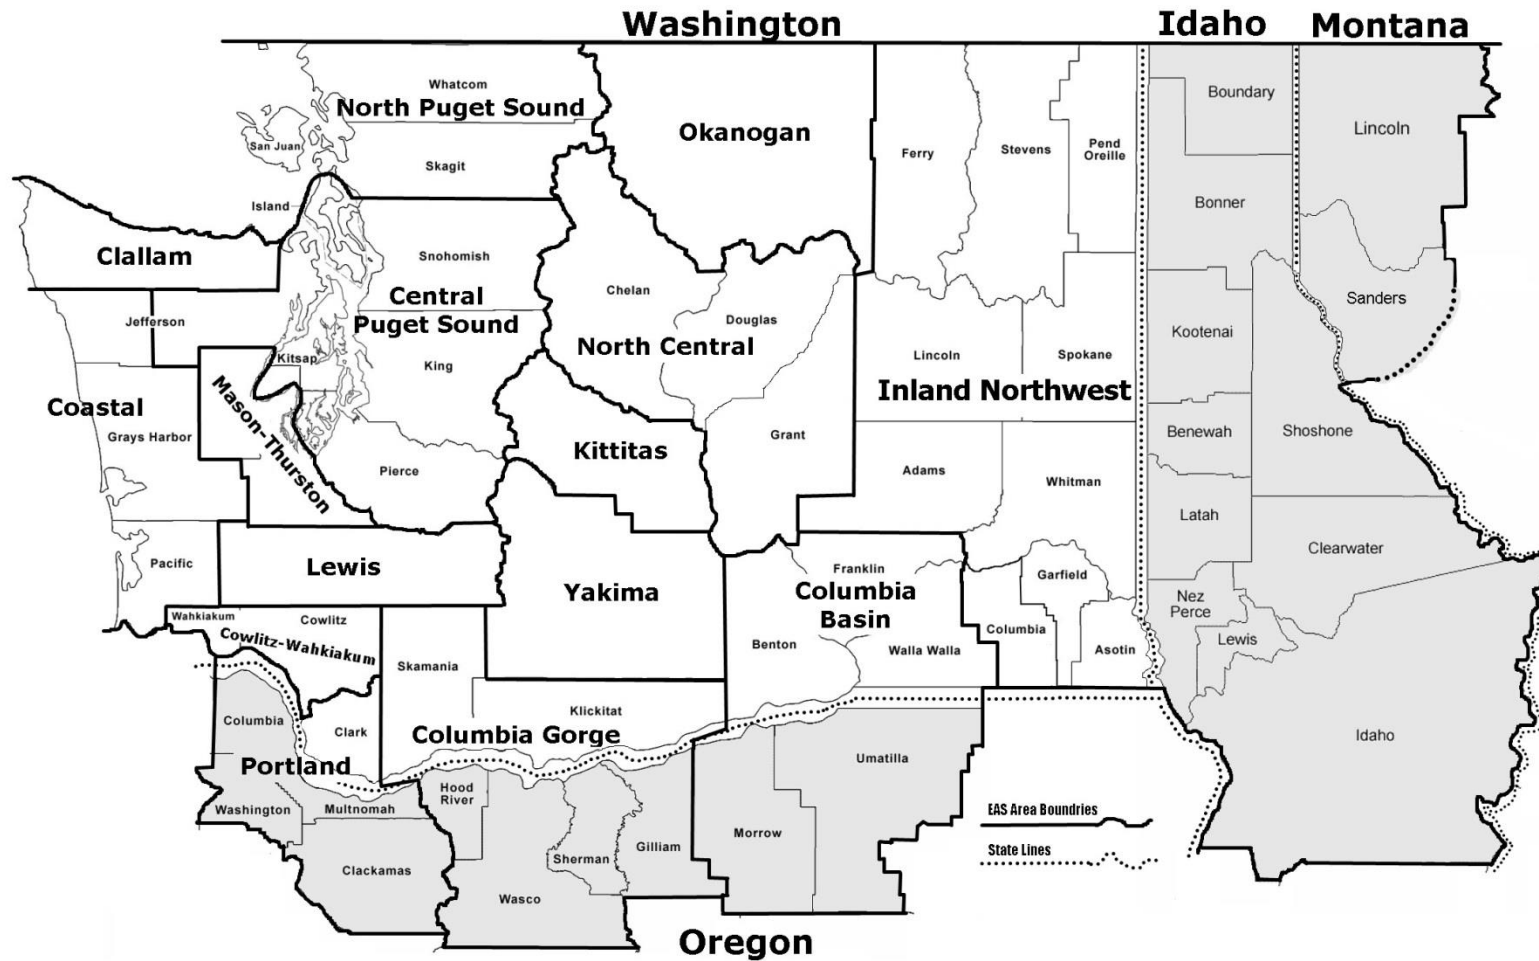 Washington
Idaho
Montana
Whatcom
North Puget Sound
San Juan
Skagit
Island
Okanogan
Ferry
Stevens
Pend
Oreille
Boundary
Bonner
Lincoln
Clallam
Snohomish
Central
Puget Sound
Chelan
Douglas
North Central
Jefferson
Kitsap
King
Lincoln
Spokane
Inland Northwest
Kootenai
Sanders
Coastal
Grays Harbor
Mason-Thurston
Pierce
Kittitas
Grant
Adams
Whitman
Benewah
Shoshone
Latah
Clearwater
Pacific
Lewis
Yakima
Franklin
Columbia
Basin
Benton
Walla Walla
Garfield
Columbia
Asotin
Nez
Perce
Lewis
Wahkiakum
Cowlitz
Cowlitz-Wahkiakum
Skamania
Klickitat
Columbia Gorge
Columbia
Clark
Portland
Washington
Multnomah
Hood
River
Umatilla
Idaho
Clackamas
Wasco
Sherman
Gilliam
Morrow
EAS Area Boundries
State Lines
Oregon